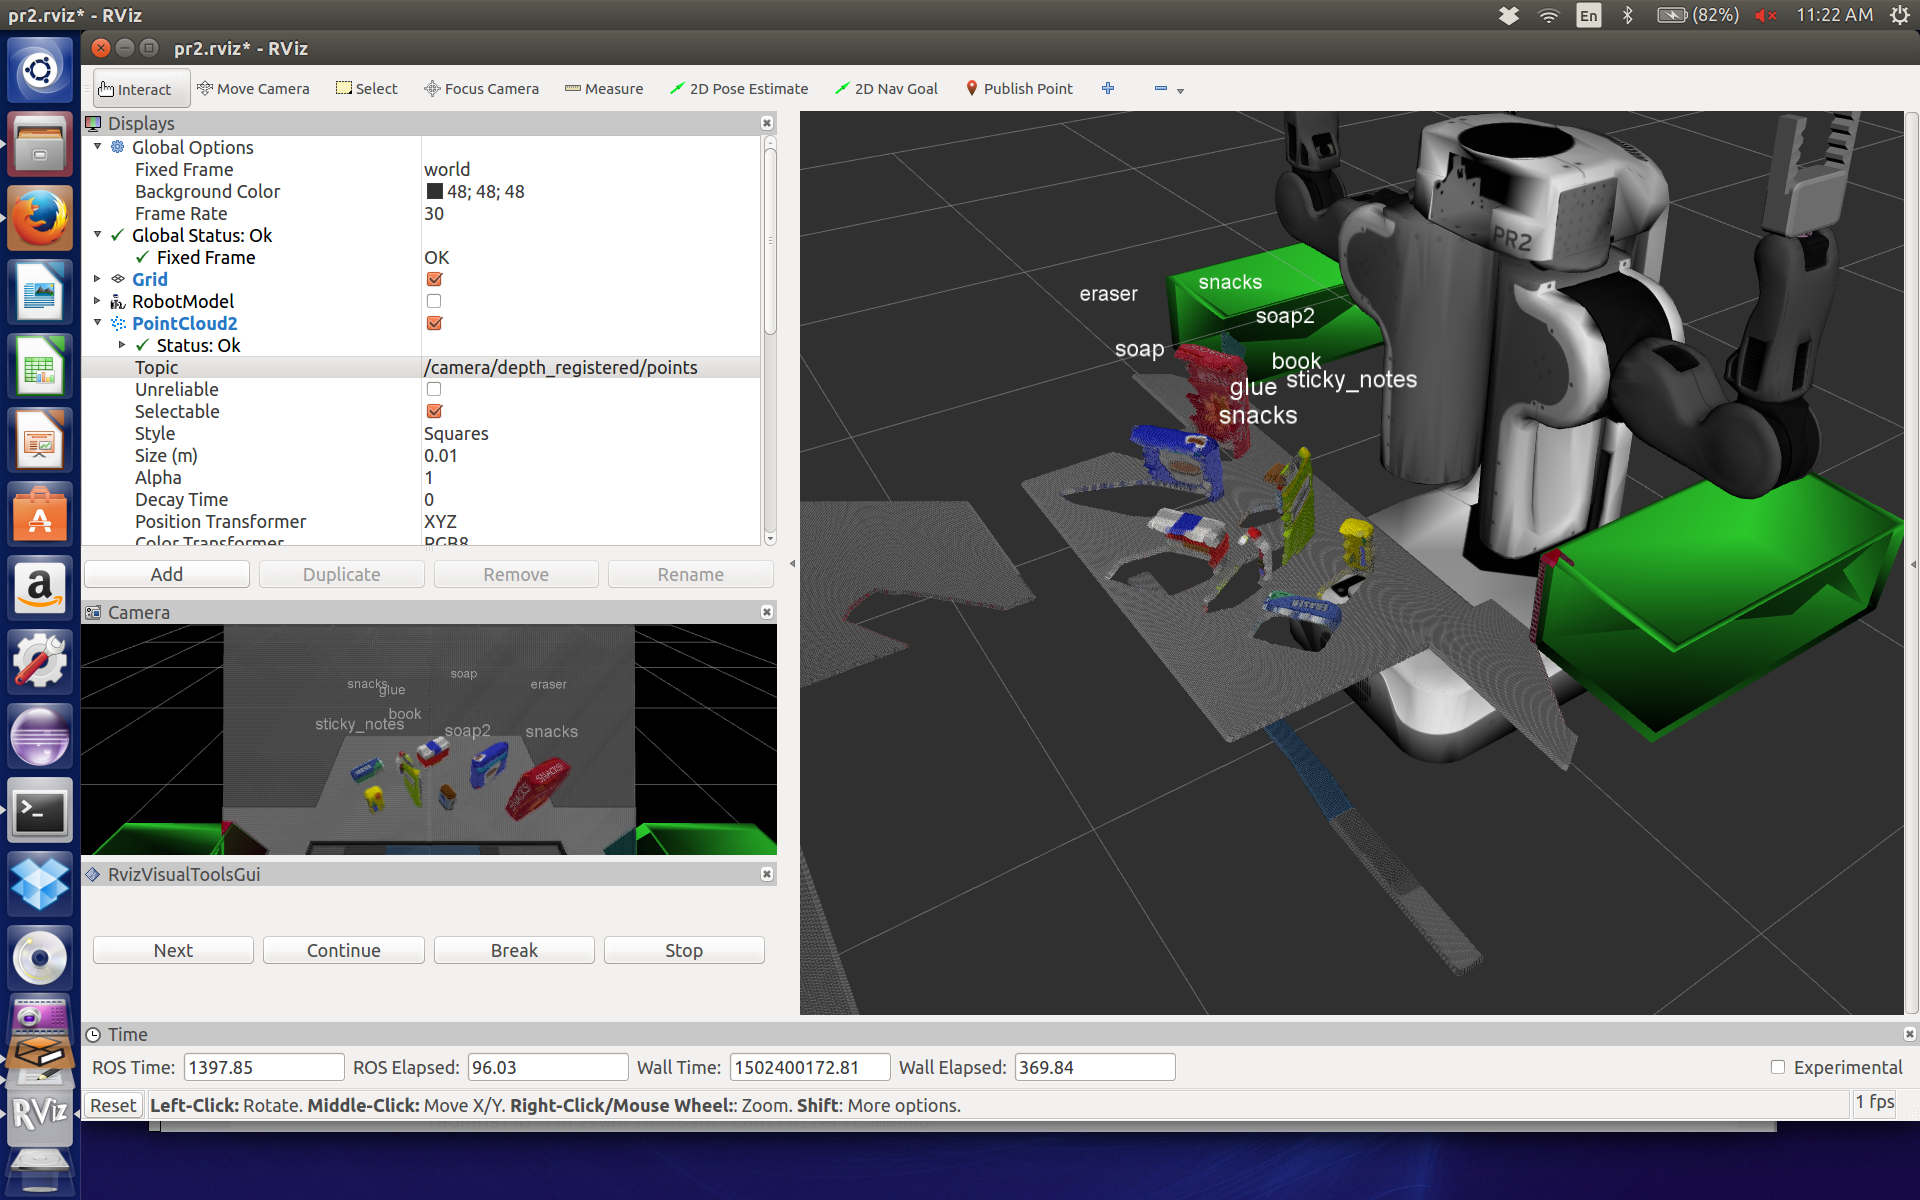 pr2.rviz* - RViz
En
(82%)
11:22 AM
pr2.rviz* - RViz
Interact
Move Camera
Select
Focus Camera
Measure
2D Pose Estimate
2D Nav Goal
Publish Point
Displays
Global Options
Fixed Frame world
Background Color 48; 48; 48
Frame Rate 30
Global Status: Ok
Fixed Frame OK
Grid
RobotModel
PointCloud2
Status: Ok
Topic /camera/depth_registered/points
Unreliable
Selectable
Style Squares
Size (m) 0.01
Alpha 1
Decay Time 0
Position Transformer XYZ
Color Transformer RGB8
Add Duplicate Remove Rename
Camera
snacks
glue
soap
eraser
book
sticky_notes
soap2
snacks
SNACKS
SNACKS
RvizVisualToolsGui
Next Continue Break Stop
PR2
eraser
snacks
soap2
soap
book
sticky_notes
glue
snacks
ERASER
Time
ROS Time: 1397.85 ROS Elapsed: 96.03 Wall Time: 1502400172.81 Wall Elapsed: 369.84 Experimental
Reset Left-Click: Rotate. Middle-Click: Move X/Y. Right-Click/Mouse Wheel:: Zoom. Shift: More options. 1 fps
RViz